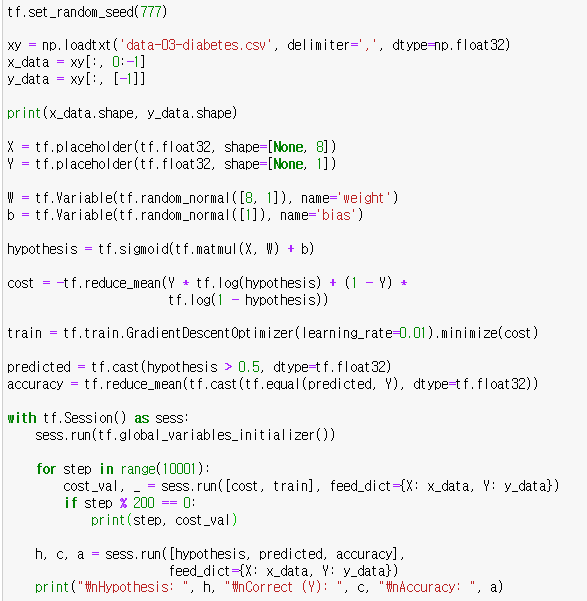 tf.set_random_seed(777)
xy = np.loadtxt('data-03-diabetes.csv', delimiter=',', dtype=np.float32)
x_data = xy[:, 0:-1]
y_data = xy[:, [-1]]
print(x_data.shape, y_data.shape)
X = tf.placeholder(tf.float32, shape=[None, 8])
Y = tf.placeholder(tf.float32, shape=[None, 1])
W = tf.Variable(tf.random_normal([8, 1]), name='weight')
b = tf.Variable(tf.random_normal([1]), name='bias')
hypothesis = tf.sigmoid(tf.matmul(X, W) + b)
cost = -tf.reduce_mean(Y * tf.log(hypothesis) + (1 - Y) *
tf.log(1 - hypothesis))
train = tf.train.GradientDescentOptimizer(learning_rate=0.01).minimize(cost)
predicted = tf.cast(hypothesis > 0.5, dtype=tf.float32)
accuracy = tf.reduce_mean(tf.cast(tf.equal(predicted, Y), dtype=tf.float32))
with tf.Session() as sess:
sess.run(tf.global_variables_initializer())
for step in range(10001):
cost_val, _ = sess.run([cost, train], feed_dict={X: x_data, Y: y_data})
if step % 200 == 0:
print(step, cost_val)
h, c, a = sess.run([hypothesis, predicted, accuracy],
feed_dict={X: x_data, Y: y_data})
print("₩nHypothesis: ", h, "₩nCorrect (Y): ", c, "₩nAccuracy: ", a)